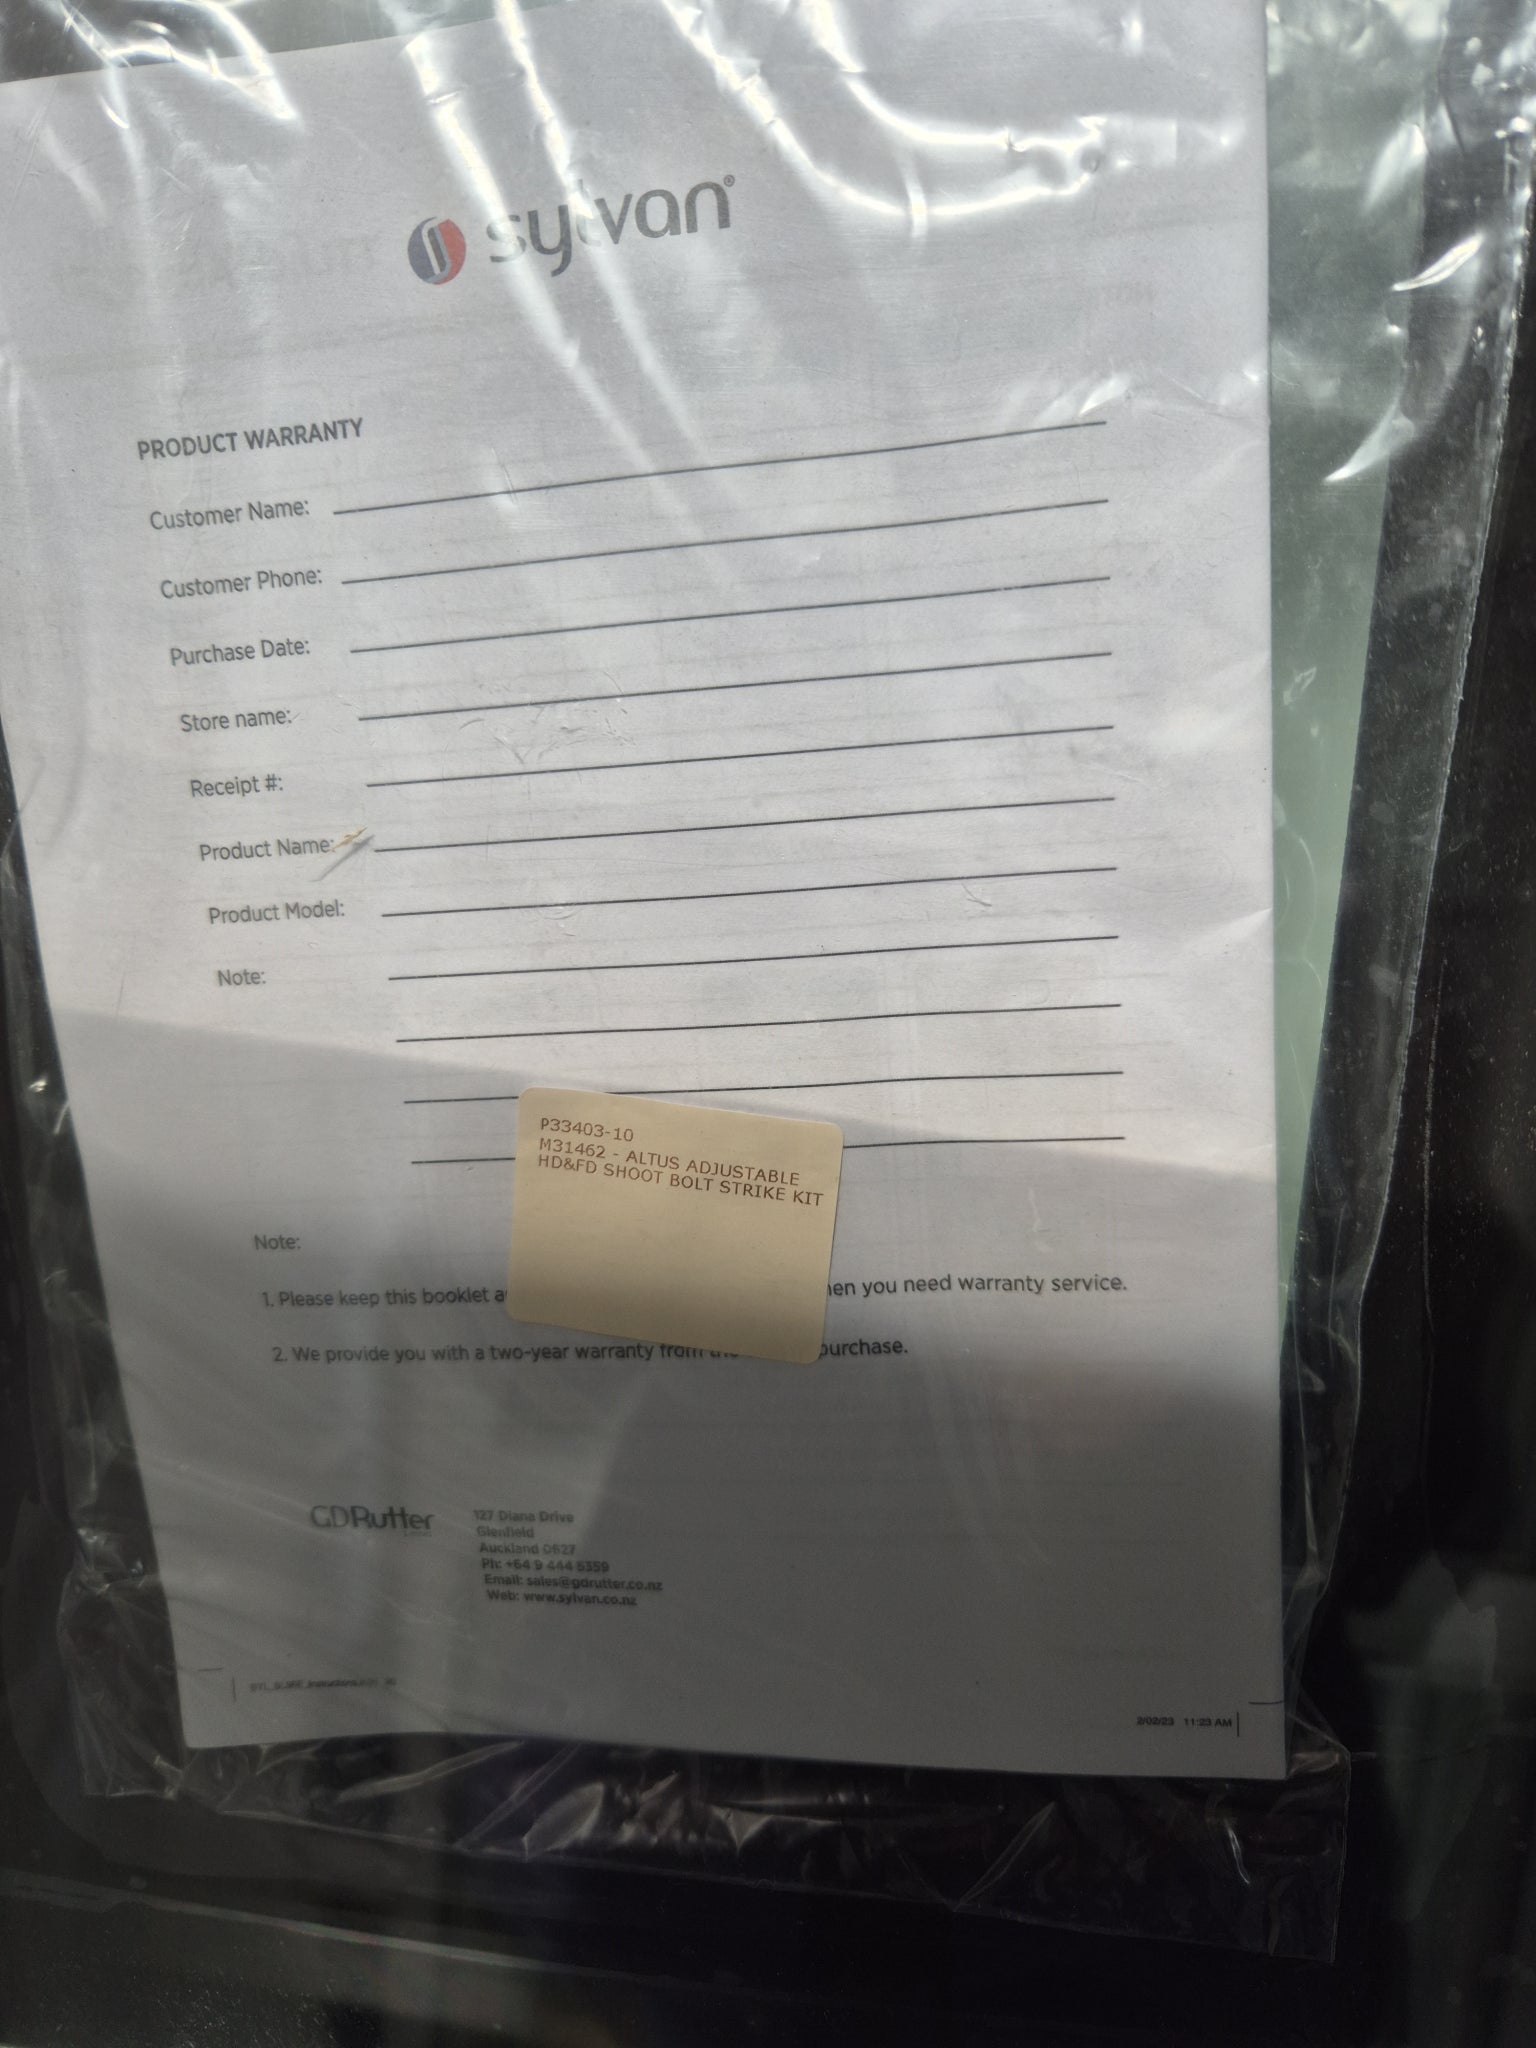 sylvan®
PRODUCT WARRANTY
Customer Name:
Customer Phone:
Purchase Date:
Store name:
Receipt #:
Product Name:
Product Model:
Note:
P33403-10
M31462 - ALTUS ADJUSTABLE
HD&FD SHOOT BOLT STRIKE KIT
Note:
1. Please keep this booklet you need warranty service.
2. We provide you with a two-year warranty from purchase.
GDRutter
127 Diana Drive
Glenfield
Auckland 0627
Ph: +64 9 444 5359
Email: sales@gdrutter.co.nz
Web: www.sylvan.co.nz
2/02/23 11:23 AM